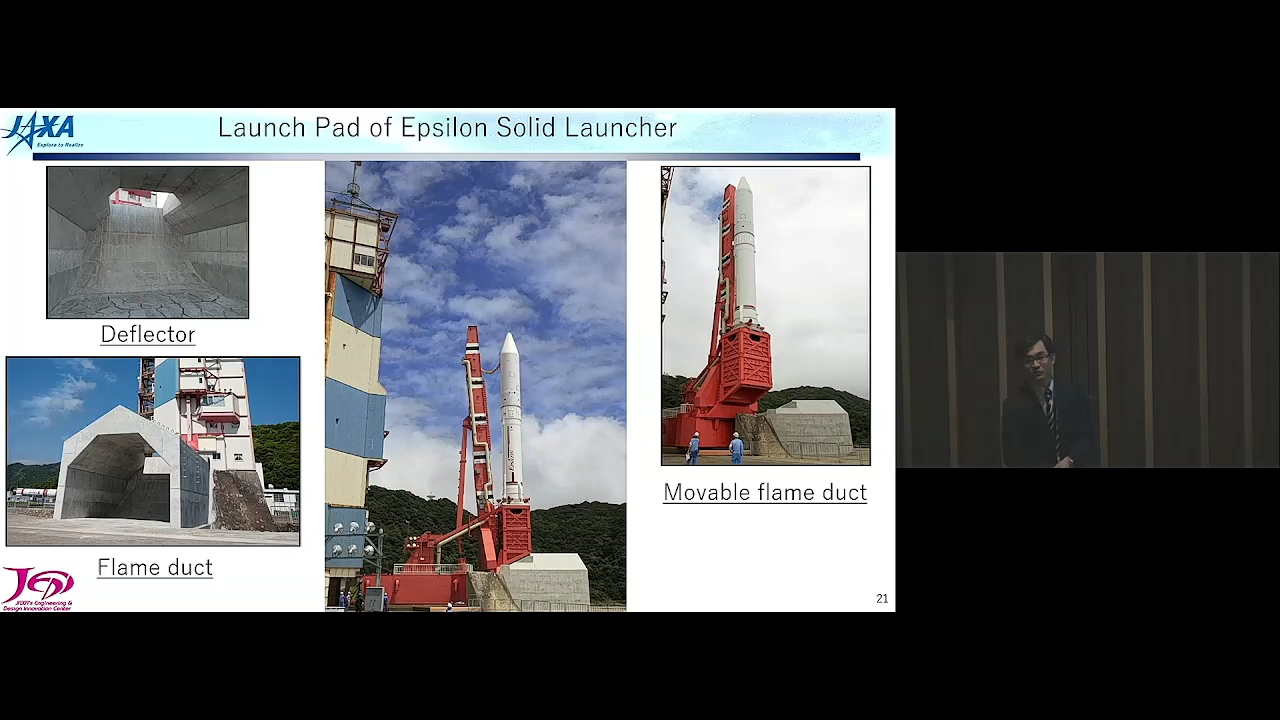 JAXA
Explore to Realize
Launch Pad of Epsilon Solid Launcher
Deflector
Flame duct
Movable flame duct
JEDI
JEDI's Engineering &
Design Innovation Center
21